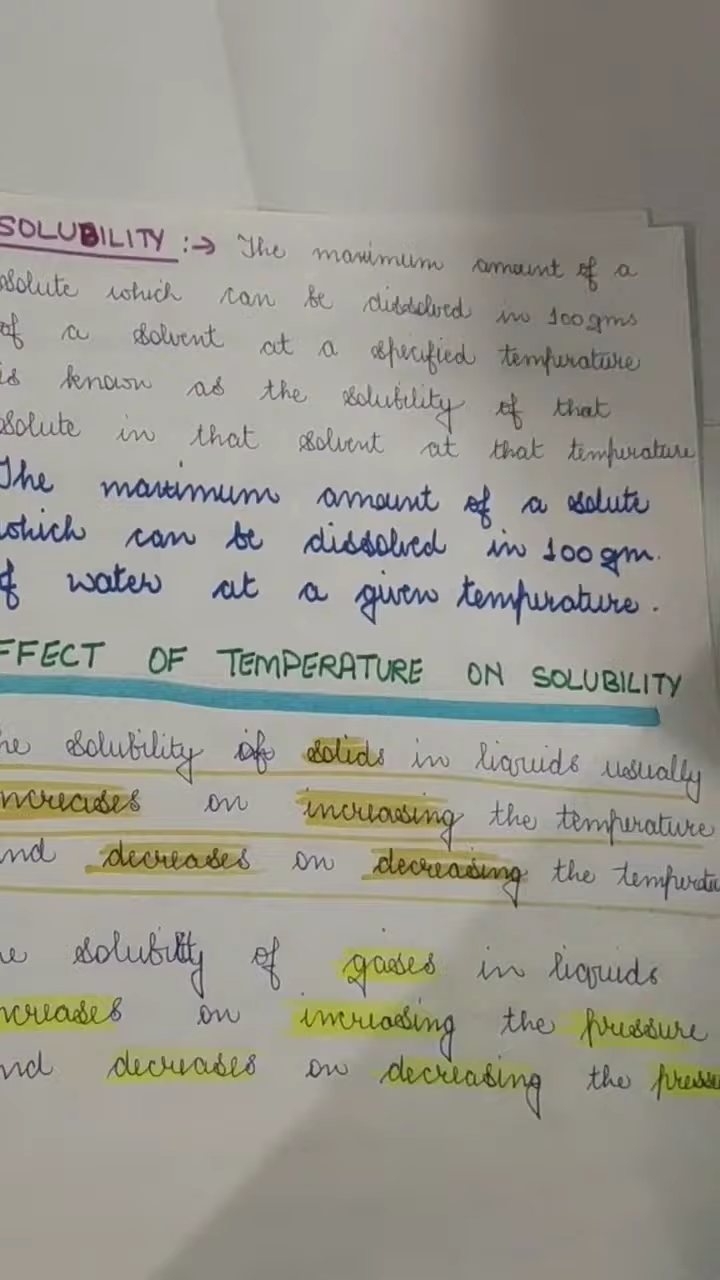 SOLUBILITY :→ The maximum amount of a
solute which can be dissolved in 100gms
of a solvent at a specified temperature
is known as the solubility of that
solute in that solvent at that temperature
The maximum amount of a solute
which can be dissolved in 100gm.
f water at a given temperature.
FFECT OF TEMPERATURE ON SOLUBILITY
he solubility of solids in liquids usually
ncreases on increasing the temperature
nd decreases on decreasing the temperatu
e solubility of gases in liquids
ncreases on increasing the pressure
nd decreases on decreasing the pressu